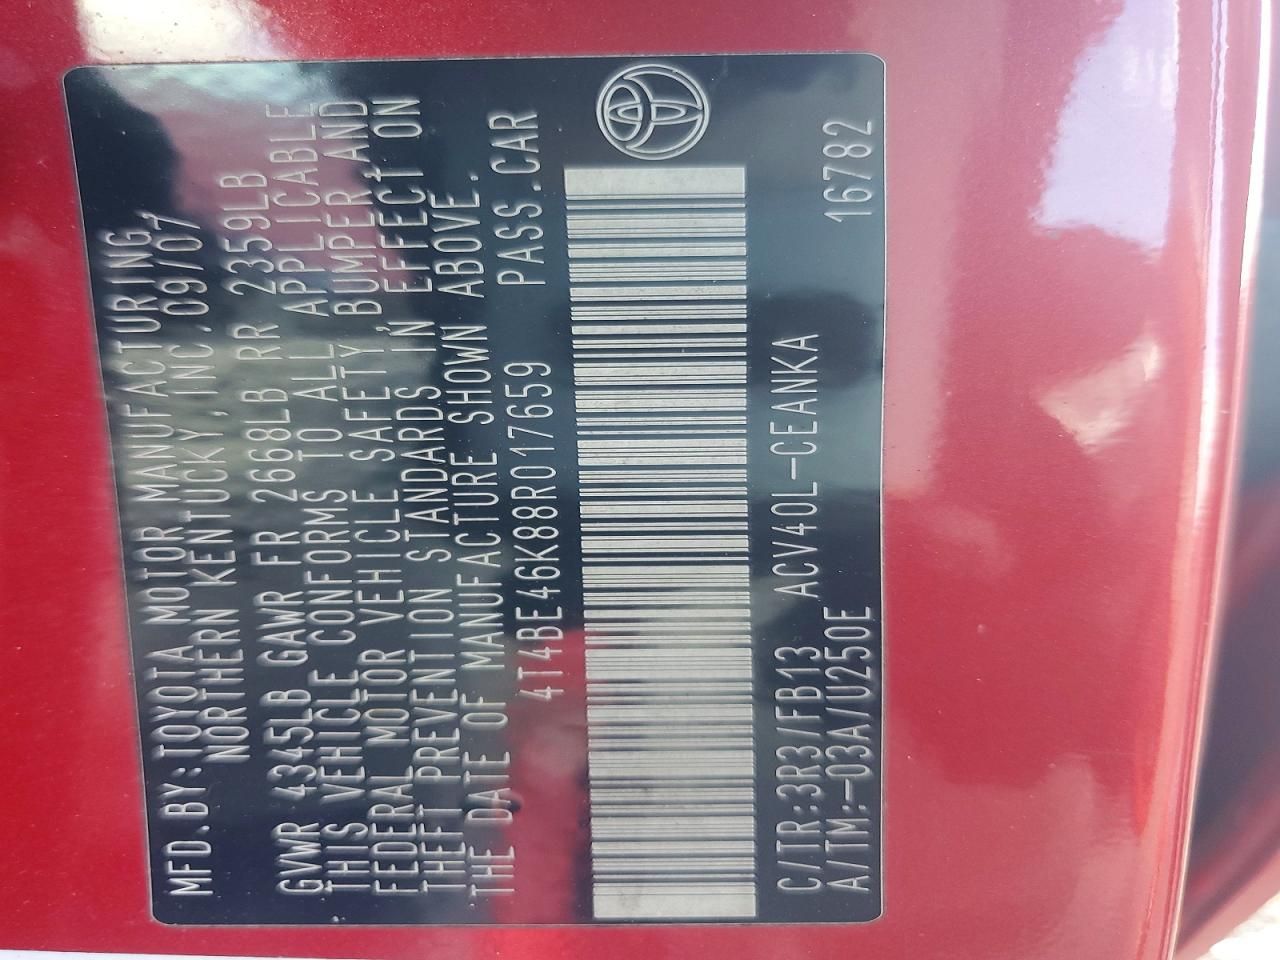 MFD.BY:TOYOTA MOTOR MANUFACTURING,
NORTHERN KENTUCKY, INC. 09/07
GVWR 4345LB GAWR FR 2668LB RR 2359LB
THIS VEHICLE CONFORMS TO ALL APPLICABLE
FEDERAL MOTOR VEHICLE SAFETY, BUMPER AND
THEFT PREVENTION STANDARDS IN EFFECT ON
THE DATE OF MANUFACTURE SHOWN ABOVE.
4T4BE46K88R017659 PASS.CAR
C/TR:3R3/FB13 ACV40L-CEANKA 16782
A/TM:-03A/U250E